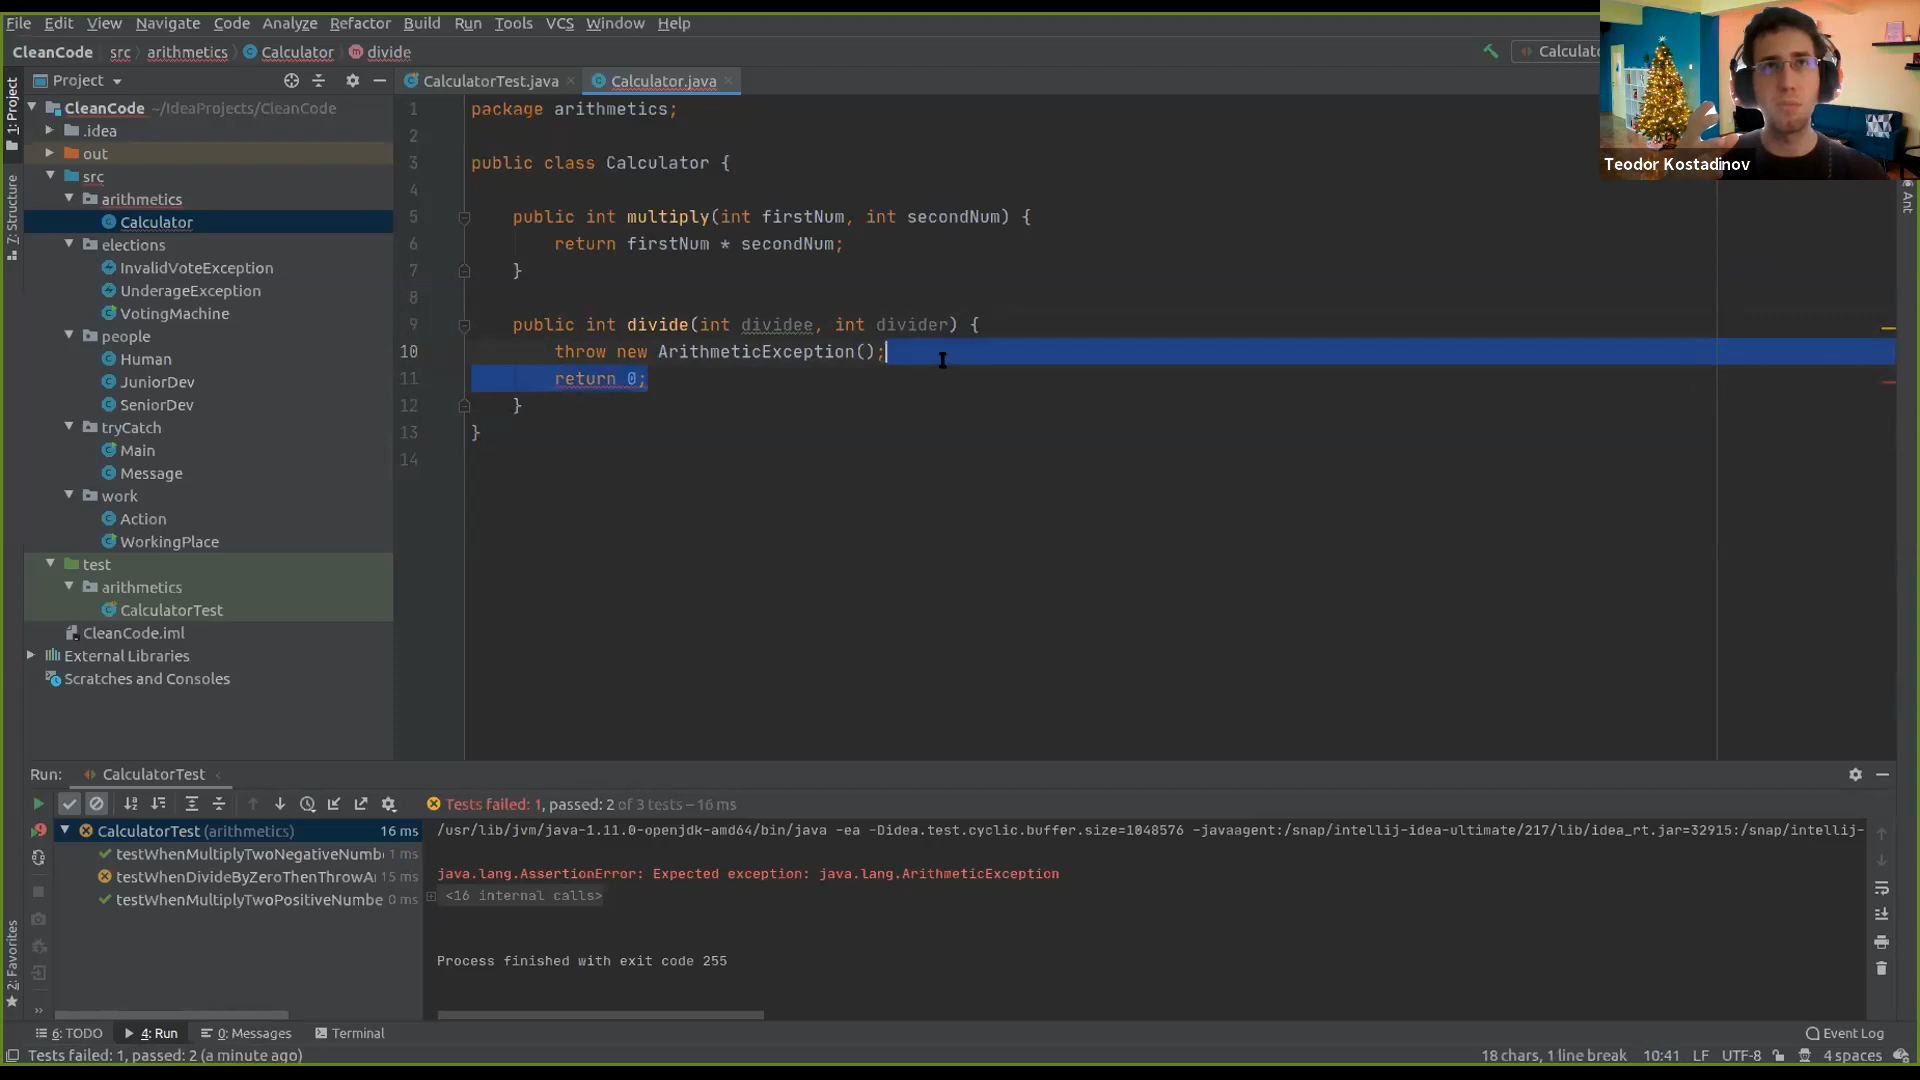 File Edit View Navigate Code Analyze Refactor Build Run Tools VCS Window Help
CleanCode src arithmetics Calculator divide
Project
CalculatorTest.java
Calculator.java
Teodor Kostadinov
1: Project
7: Structure
2: Favorites
Ant
CleanCode ~/IdeaProjects/CleanCode
.idea
out
src
arithmetics
Calculator
elections
InvalidVoteException
UnderageException
VotingMachine
people
Human
JuniorDev
SeniorDev
tryCatch
Main
Message
work
Action
WorkingPlace
test
arithmetics
CalculatorTest
CleanCode.iml
External Libraries
Scratches and Consoles
1 package arithmetics;
2
3 public class Calculator {
4
5 public int multiply(int firstNum, int secondNum) {
6 return firstNum * secondNum;
7 }
8
9 public int divide(int dividee, int divider) {
10 throw new ArithmeticException();
11 return 0;
12 }
13 }
14
Run: CalculatorTest
Tests failed: 1, passed: 2 of 3 tests – 16 ms
CalculatorTest (arithmetics) 16 ms
testWhenMultiplyTwoNegativeNumb 1 ms
testWhenDivideByZeroThenThrowA 15 ms
testWhenMultiplyTwoPositiveNumbe 0 ms
/usr/lib/jvm/java-1.11.0-openjdk-amd64/bin/java -ea -Didea.test.cyclic.buffer.size=1048576 -javaagent:/snap/intellij-idea-ultimate/217/lib/idea_rt.jar=32915:/snap/intellij-
java.lang.AssertionError: Expected exception: java.lang.ArithmeticException
<16 internal calls>
Process finished with exit code 255
6: TODO 4: Run 0: Messages Terminal Event Log
Tests failed: 1, passed: 2 (a minute ago) 18 chars, 1 line break 10:41 LF UTF-8 4 spaces